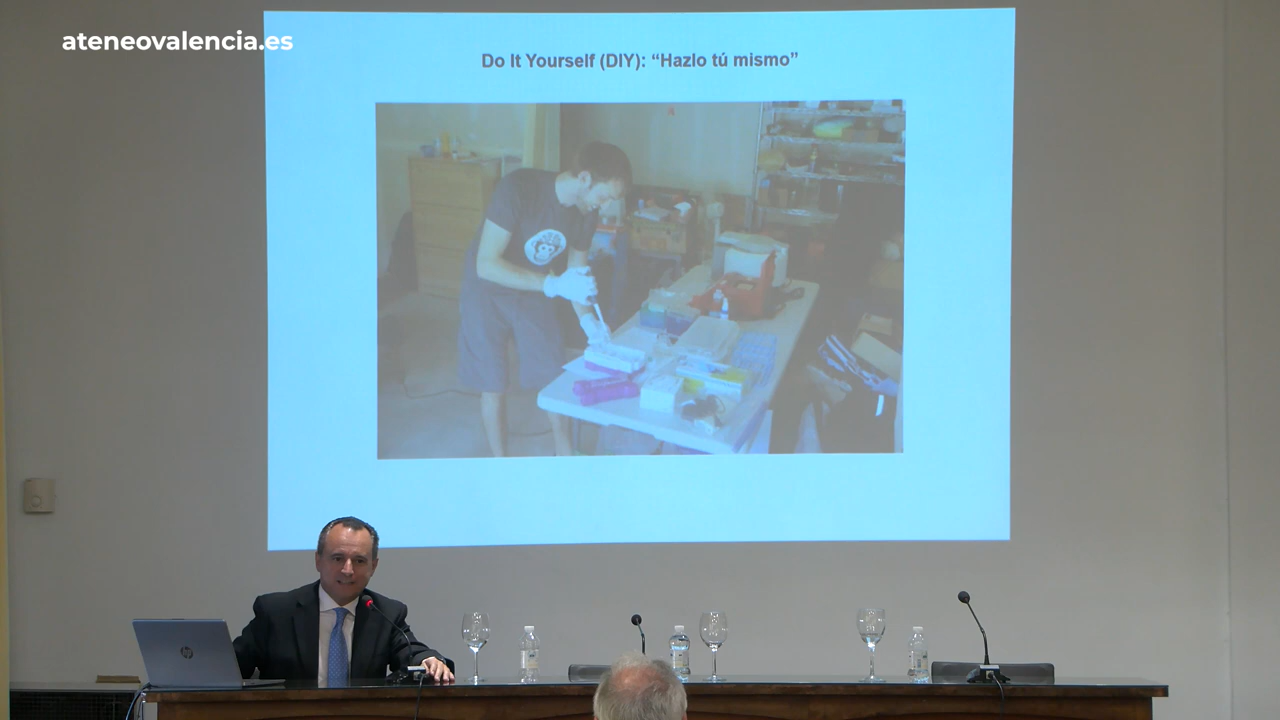 ateneovalencia.es
Do It Yourself (DIY): “Hazlo tú mismo”
hp